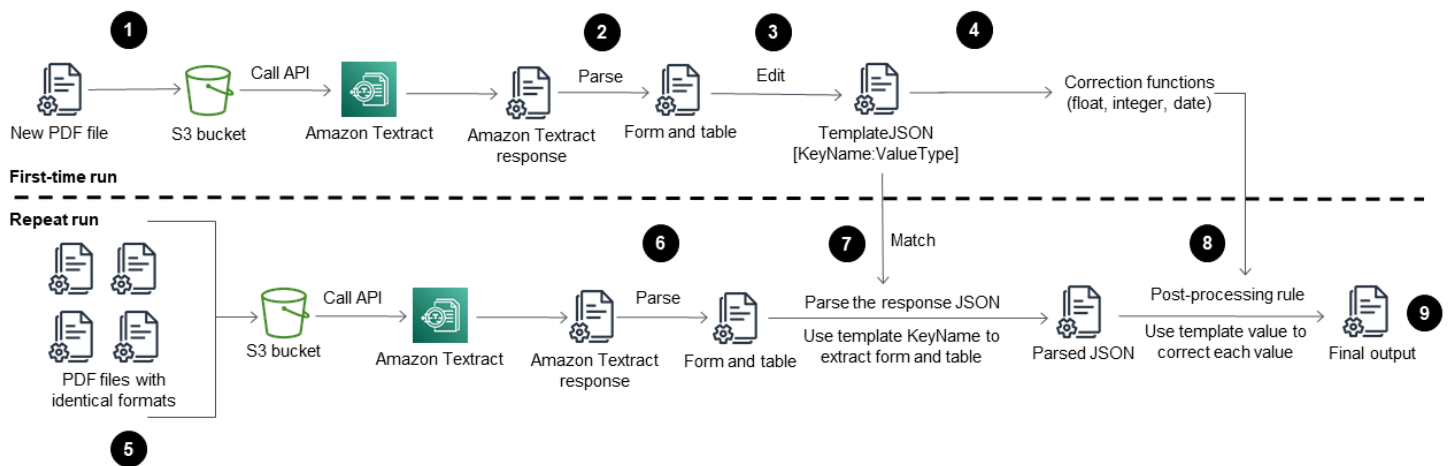 1
2
3
4
Call API
Parse
Edit
New PDF file
S3 bucket
Amazon Textract
Amazon Textract
response
Form and table
TemplateJSON
[KeyName:ValueType]
Correction functions
(float, integer, date)
First-time run
Repeat run
6
7
Match
8
9
Call API
Parse
Parse the response JSON
Use template KeyName to
extract form and table
Post-processing rule
Use template value to
correct each value
PDF files with
identical formats
S3 bucket
Amazon Textract
Amazon Textract
response
Form and table
Parsed JSON
Final output
5